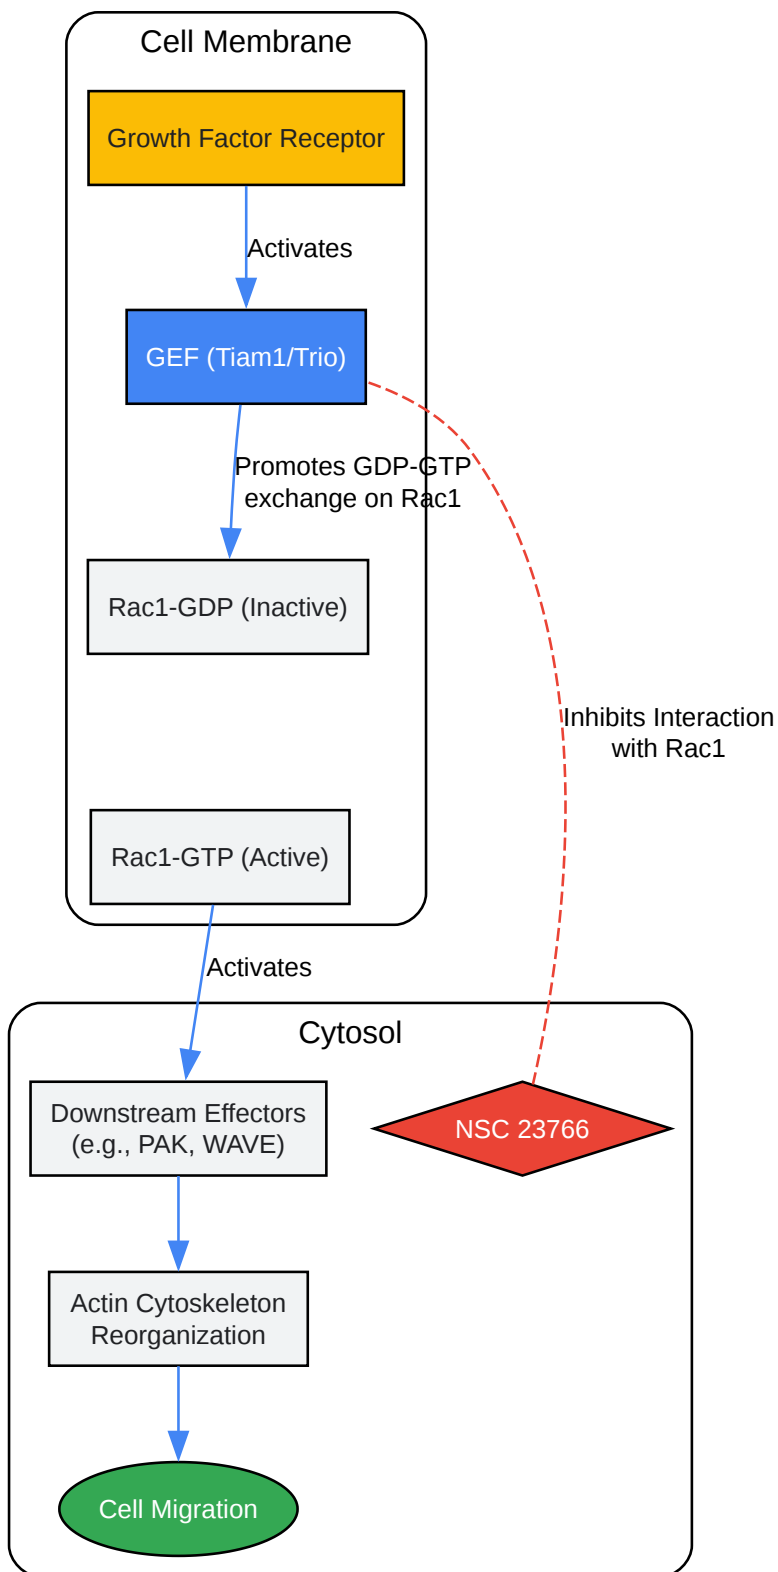 Cell Membrane
Growth Factor Receptor
Activates
GEF (Tiam1/Trio)
Promotes GDP-GTP
exchange on Rac1
Rac1-GDP (Inactive)
Inhibits Interaction
with Rac1
Rac1-GTP (Active)
Activates
Cytosol
Downstream Effectors
(e.g., PAK, WAVE)
NSC 23766
Actin Cytoskeleton
Reorganization
Cell Migration